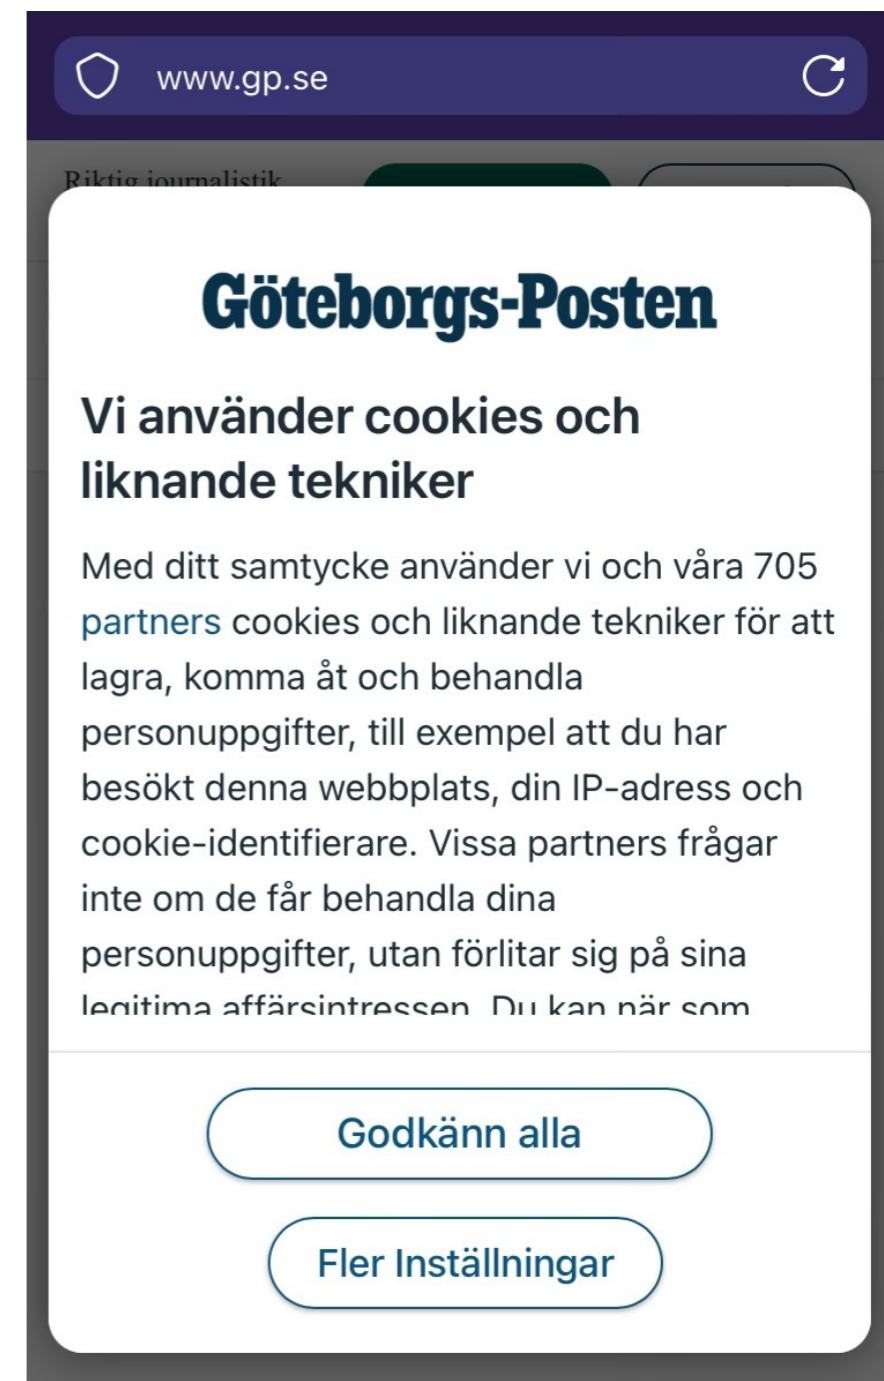 www.gp.se
Riktig journalistik
Göteborgs-Posten
Vi använder cookies och
liknande tekniker
Med ditt samtycke använder vi och våra 705
partners cookies och liknande tekniker för att
lagra, komma åt och behandla
personuppgifter, till exempel att du har
besökt denna webbplats, din IP-adress och
cookie-identifierare. Vissa partners frågar
inte om de får behandla dina
personuppgifter, utan förlitar sig på sina
legitima affärsintressen. Du kan när som
Godkänn alla
Fler Inställningar